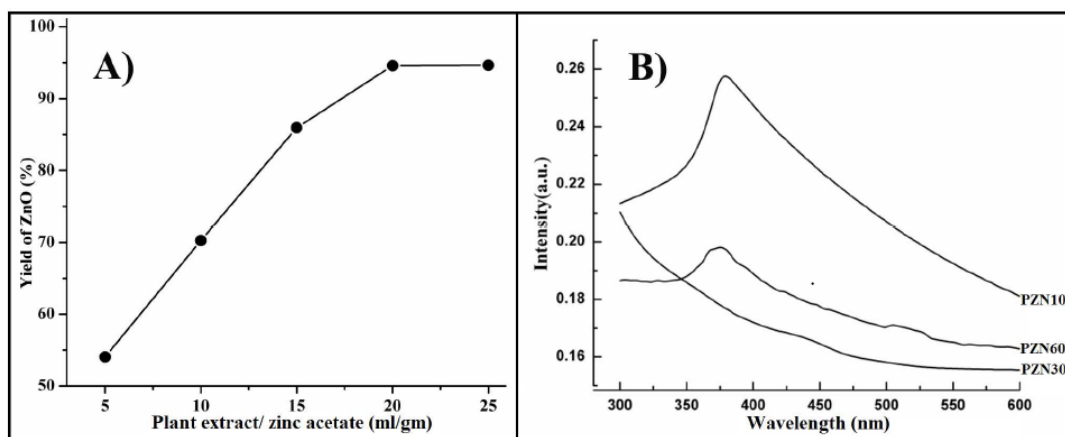 A)
100
90
80
70
60
50
Yield of ZnO (%)
5 10 15 20 25
Plant extract/ zinc acetate (ml/gm)
B)
0.26
0.24
0.22
0.20
0.18
0.16
Intensity(a.u.)
PZN10
PZN60
PZN30
300 350 400 450 500 550 600
Wavelength (nm)